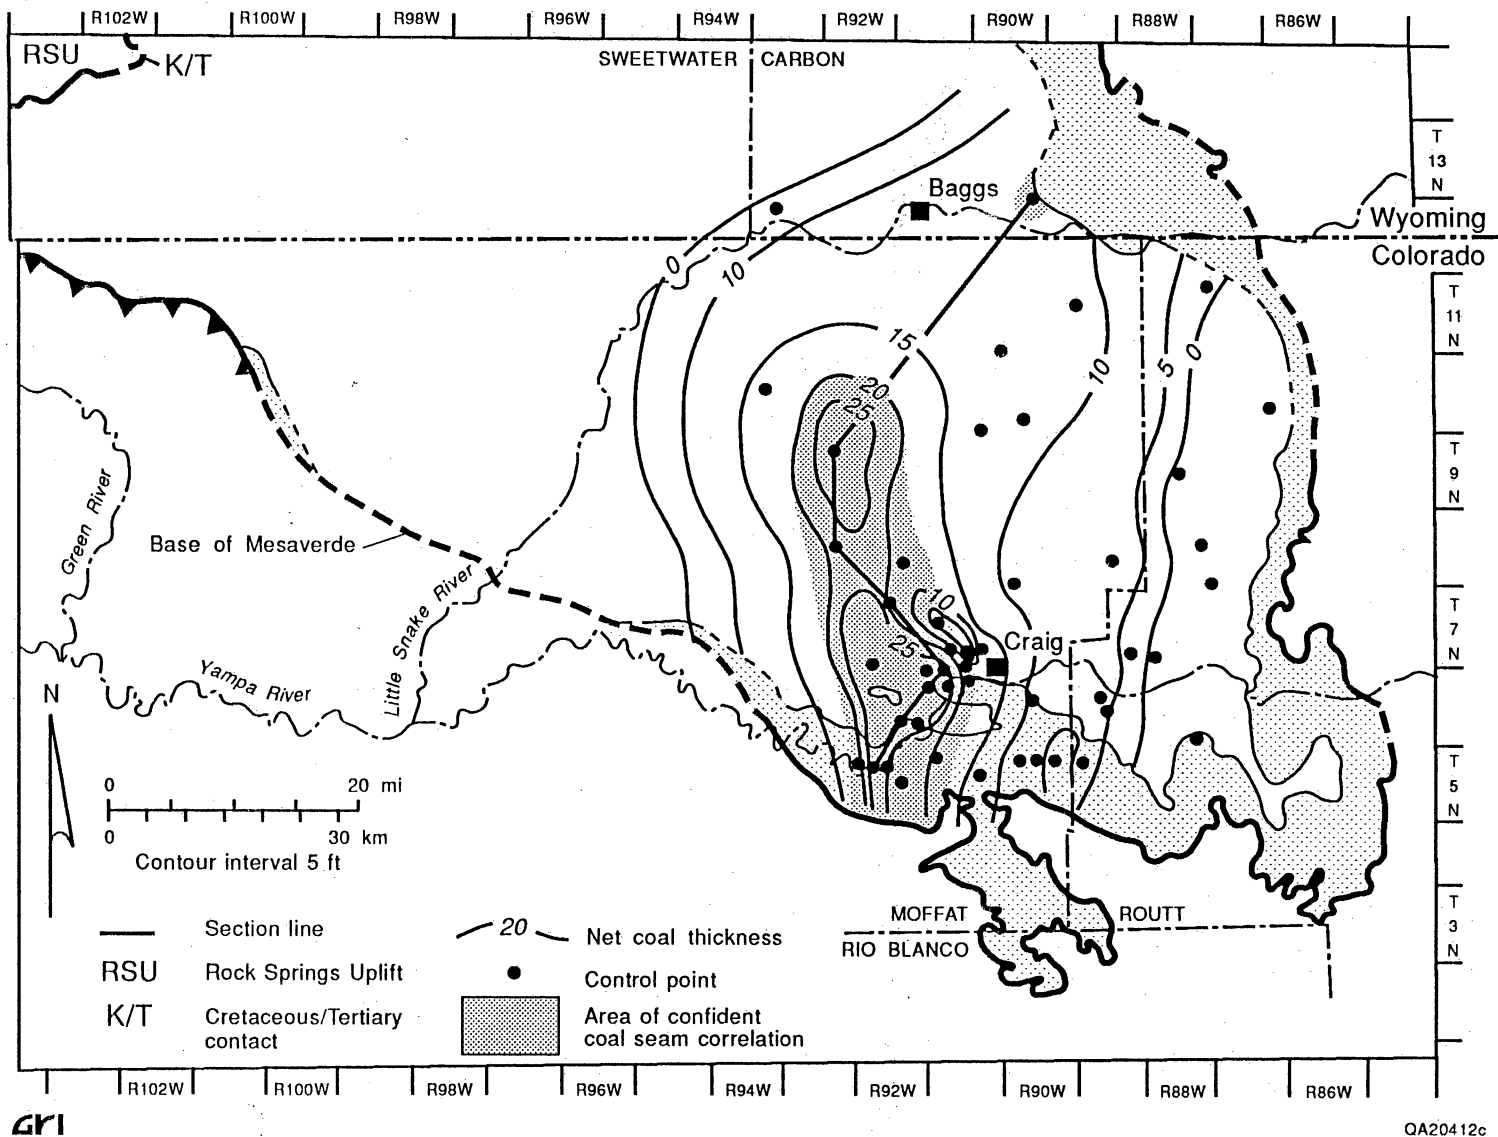 R102W R100W R98W R96W R94W R92W R90W R88W R86W
RSU
K/T
SWEETWATER CARBON
T
13
N
Baggs
Wyoming
Colorado
0
10
T
11
N
15
10
5
0
20
25
T
9
N
Green River
Base of Mesaverde
Little Snake River
10
T
7
N
Craig
25
Yampa River
N
T
5
N
0 20 mi
0 30 km
Contour interval 5 ft
T
3
N
MOFFAT ROUTT
RIO BLANCO
Section line
20 Net coal thickness
RSU Rock Springs Uplift
Control point
K/T Cretaceous/Tertiary
contact
Area of confident
coal seam correlation
R102W R100W R98W R96W R94W R92W R90W R88W R86W
GRI
QA20412c